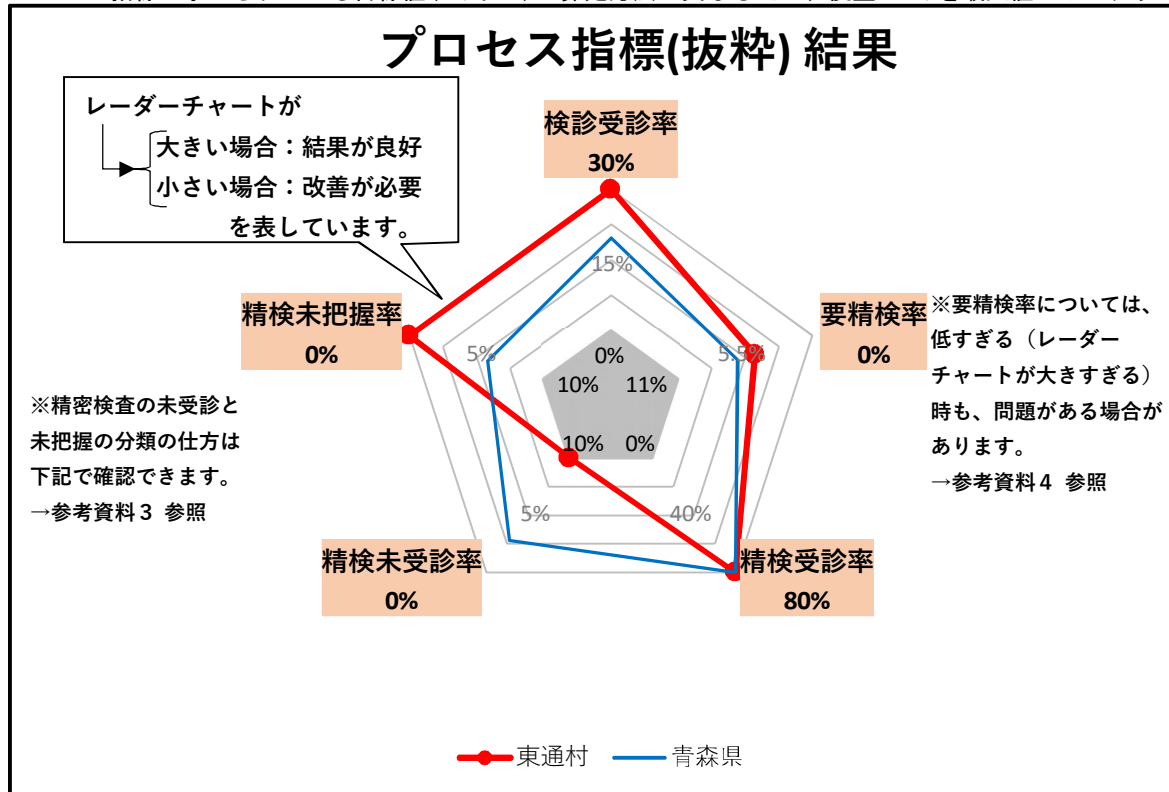 プロセス指標(抜粋) 結果
レーダーチャートが
大きい場合：結果が良好
小さい場合：改善が必要
を表しています。
検診受診率
30%
15%
精検未把握率
0%
5%
要精検率
0%
5.5%
※要精検率については、
低すぎる（レーダー
チャートが大きすぎる）
時も、問題がある場合が
あります。
→参考資料４ 参照
0%
10%
11%
10%
0%
※精密検査の未受診と
未把握の分類の仕方は
下記で確認できます。
→参考資料３ 参照
5%
40%
精検未受診率
0%
精検受診率
80%
東通村
青森県